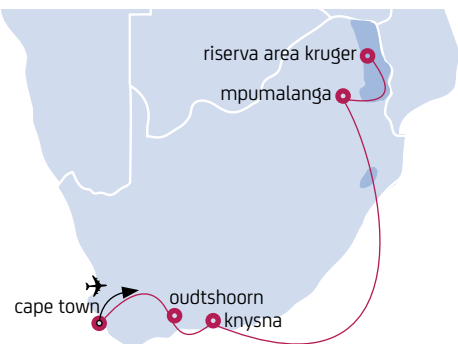 riserva area kruger
mpumalanga
oudtshoorn
cape town
knysna